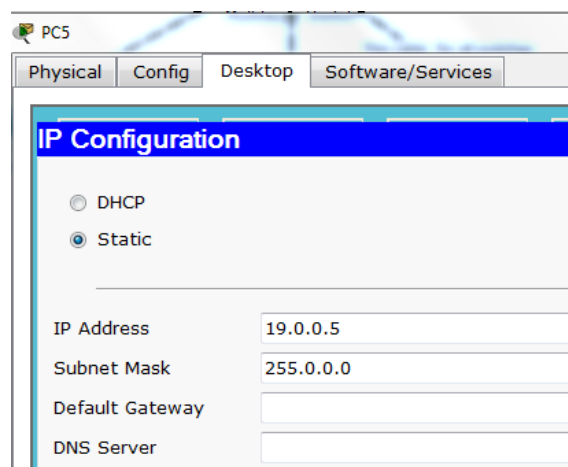 PC5
Physical Config Desktop Software/Services
IP Configuration
DHCP
Static
IP Address 19.0.0.5
Subnet Mask 255.0.0.0
Default Gateway
DNS Server